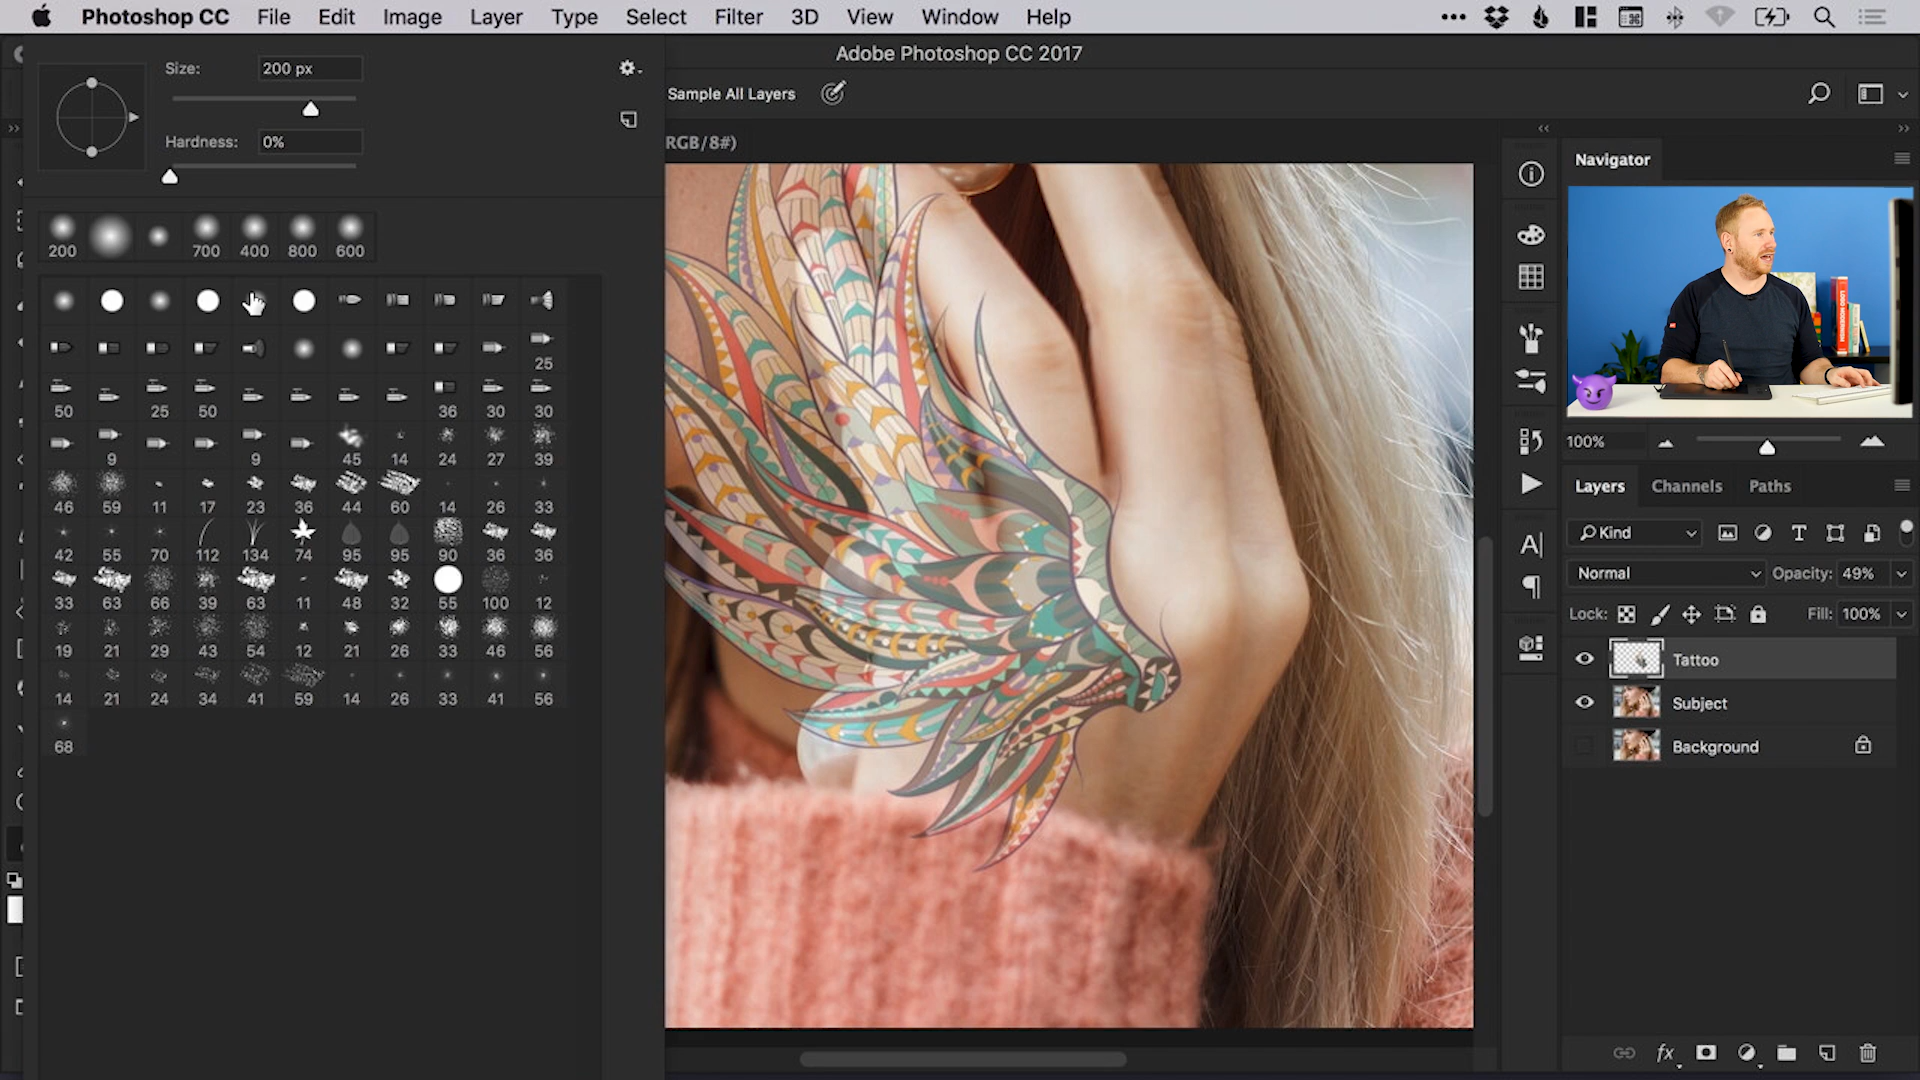 Photoshop CC File Edit Image Layer Type Select Filter 3D View Window Help
Adobe Photoshop CC 2017
Size: 200 px
Sample All Layers
Hardness: 0%
RGB/8#)
Navigator
200 700 400 800 600
25
50 25 50 36 30 30
9 9 45 14 24 27 39
46 59 11 17 23 36 44 60 14 26 33
42 55 70 112 134 74 95 95 90 36 36
33 63 66 39 63 11 48 32 55 100 12
19 21 29 43 54 12 21 26 33 46 56
14 21 24 34 41 59 14 26 33 41 56
68
LOGO MODERNISM
100%
Layers Channels Paths
Kind
Normal Opacity: 49%
Lock: Fill: 100%
Tattoo
Subject
Background
fx